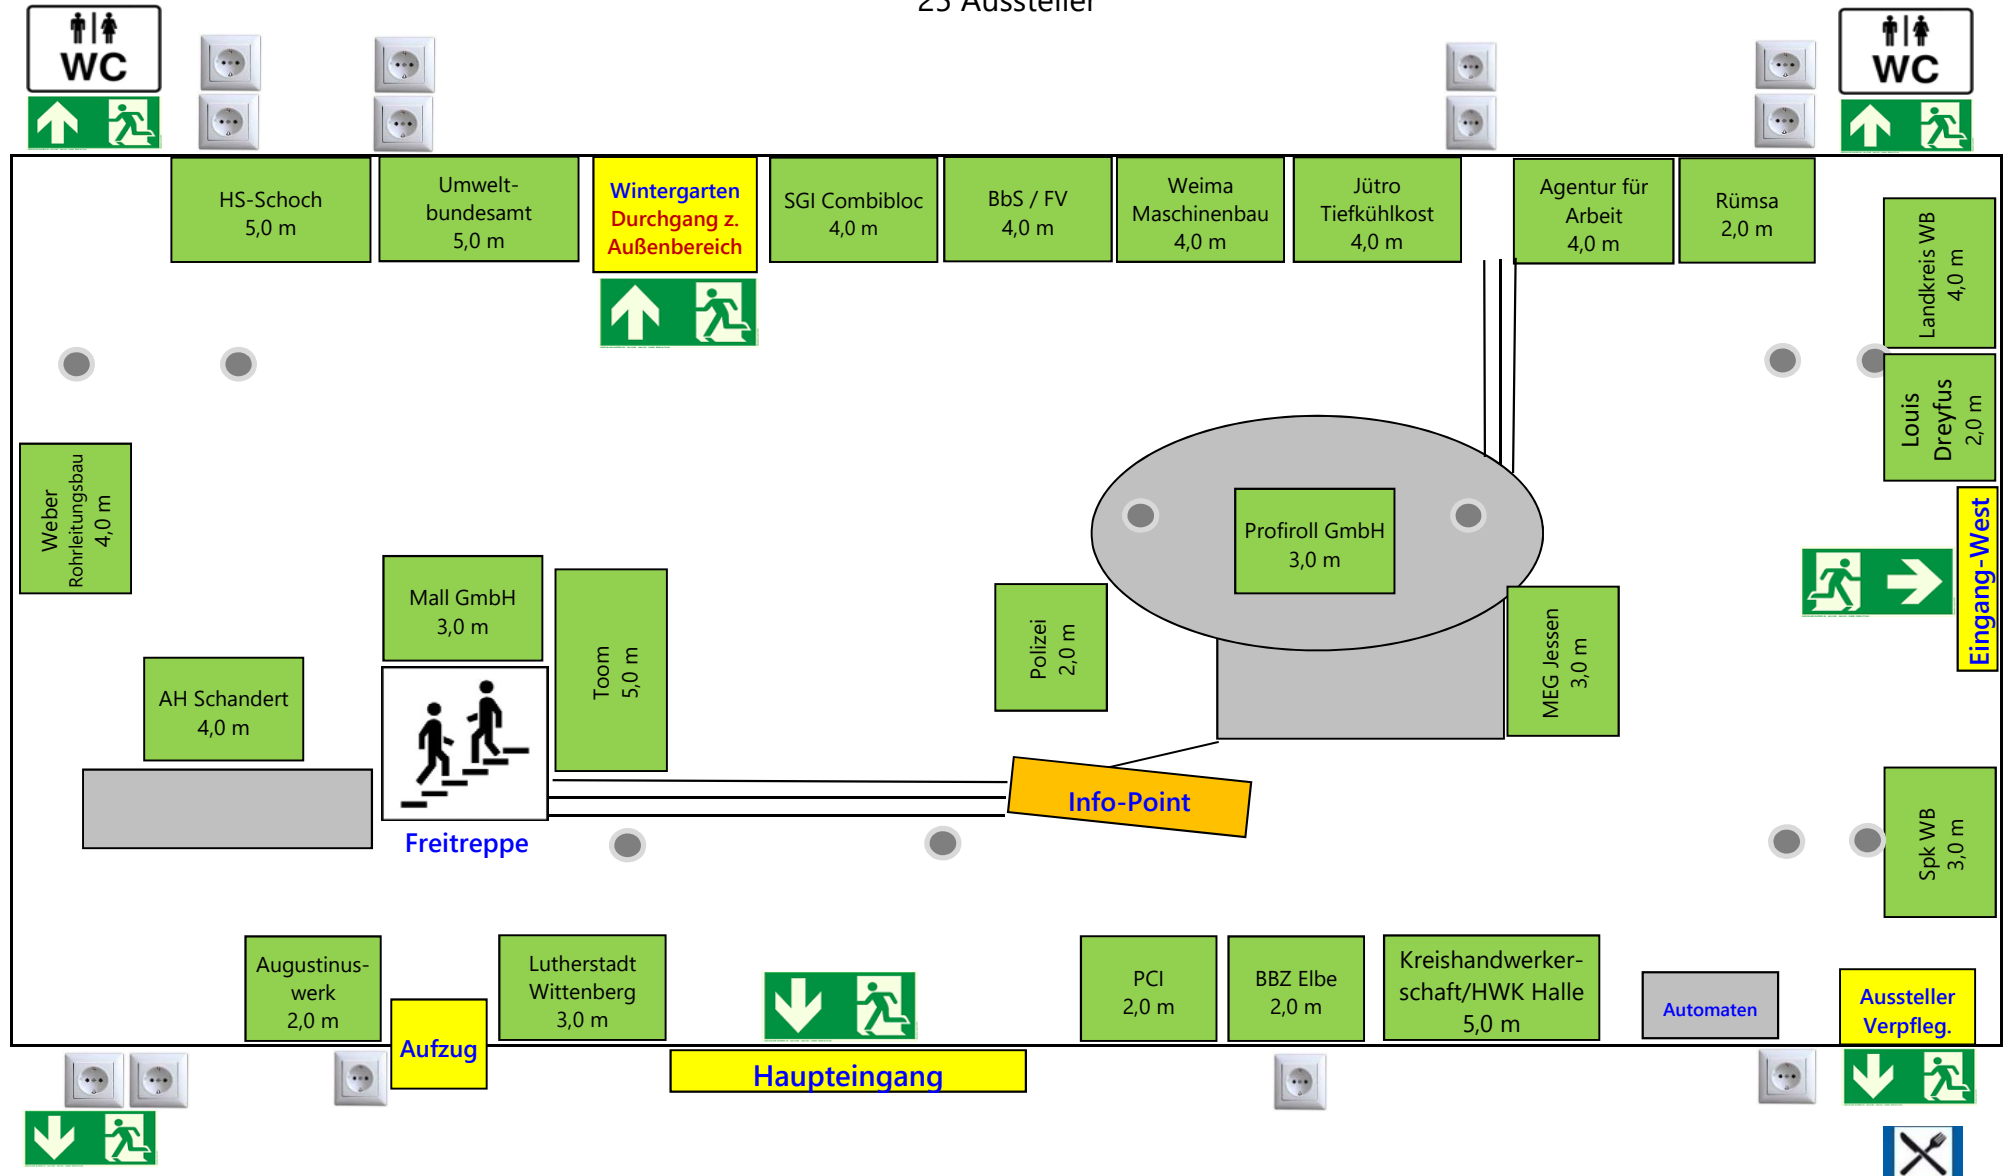 25 Aussteller
WC
WC
HS-Schoch
5,0 m
Umwelt-
bundesamt
5,0 m
Wintergarten
Durchgang z.
Außenbereich
SGI Combibloc
4,0 m
BbS / FV
4,0 m
Weima
Maschinenbau
4,0 m
Jütro
Tiefkühlkost
4,0 m
Agentur für
Arbeit
4,0 m
Rümsa
2,0 m
Landkreis WB
4,0 m
Louis
Dreyfus
2,0 m
Eingang-West
Weber
Rohrleitungsbau
4,0 m
Mall GmbH
3,0 m
Toom
5,0 m
AH Schandert
4,0 m
Freitreppe
Polizei
2,0 m
Profiroll GmbH
3,0 m
MEG Jessen
3,0 m
Info-Point
Spk WB
3,0 m
Augustinus-
werk
2,0 m
Aufzug
Lutherstadt
Wittenberg
3,0 m
Haupteingang
PCI
2,0 m
BBZ Elbe
2,0 m
Kreishandwerker-
schaft/HWK Halle
5,0 m
Automaten
Aussteller
Verpfleg.